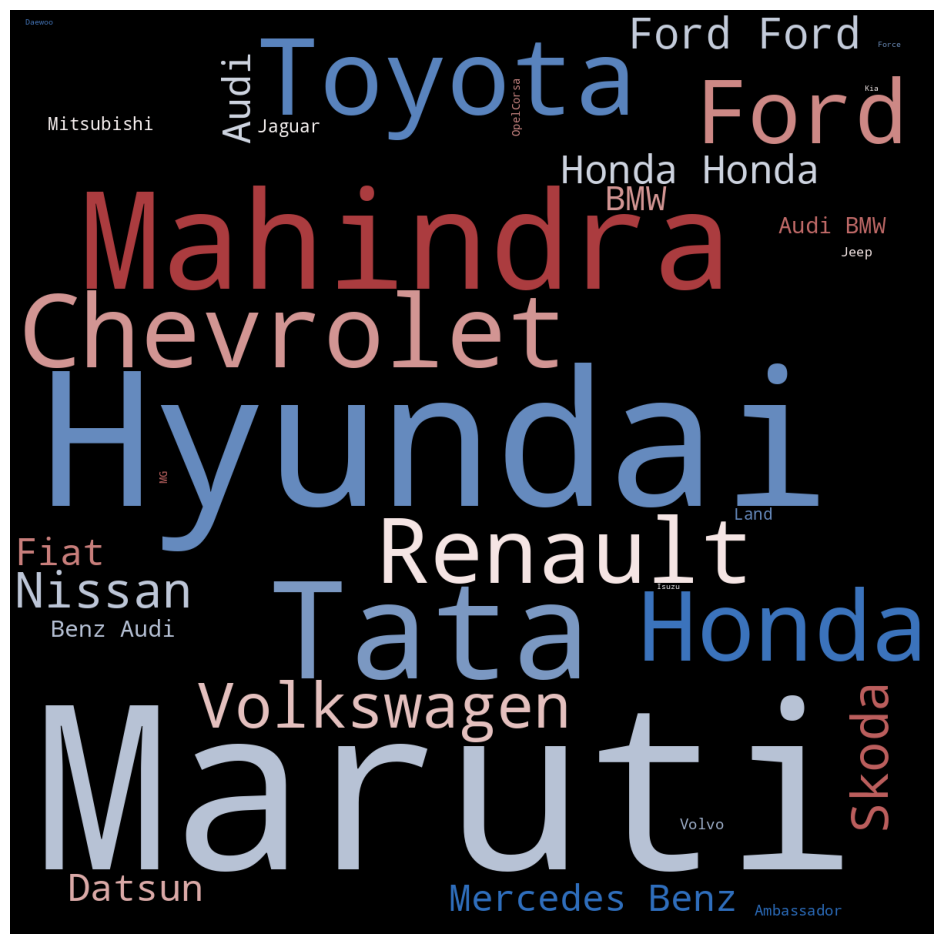 Daewoo
Ford Ford
Force
Toyota
Audi
OpelCorsa
Ford
Kia
Mitsubishi
Jaguar
Honda Honda
BMW
Mahindra
Audi BMW
Jeep
Chevrolet
Hyundai
MG
Land
Renault
Fiat
Nissan
Isuzu
Tata
Honda
Benz Audi
Volkswagen
Skoda
Maruti
Volvo
Datsun
Mercedes Benz
Ambassador